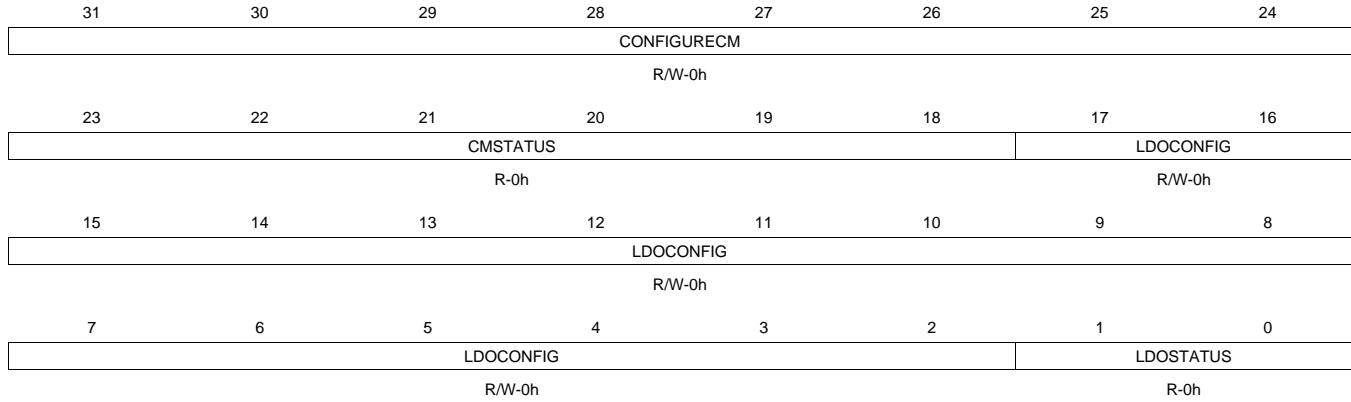 31 30 29 28 27 26 25 24
CONFIGURECM
R/W-0h
23 22 21 20 19 18 17 16
CMSTATUS LDOCONFIG
R-0h R/W-0h
15 14 13 12 11 10 9 8
LDOCONFIG
R/W-0h
7 6 5 4 3 2 1 0
LDOCONFIG LDOSTATUS
R/W-0h R-0h